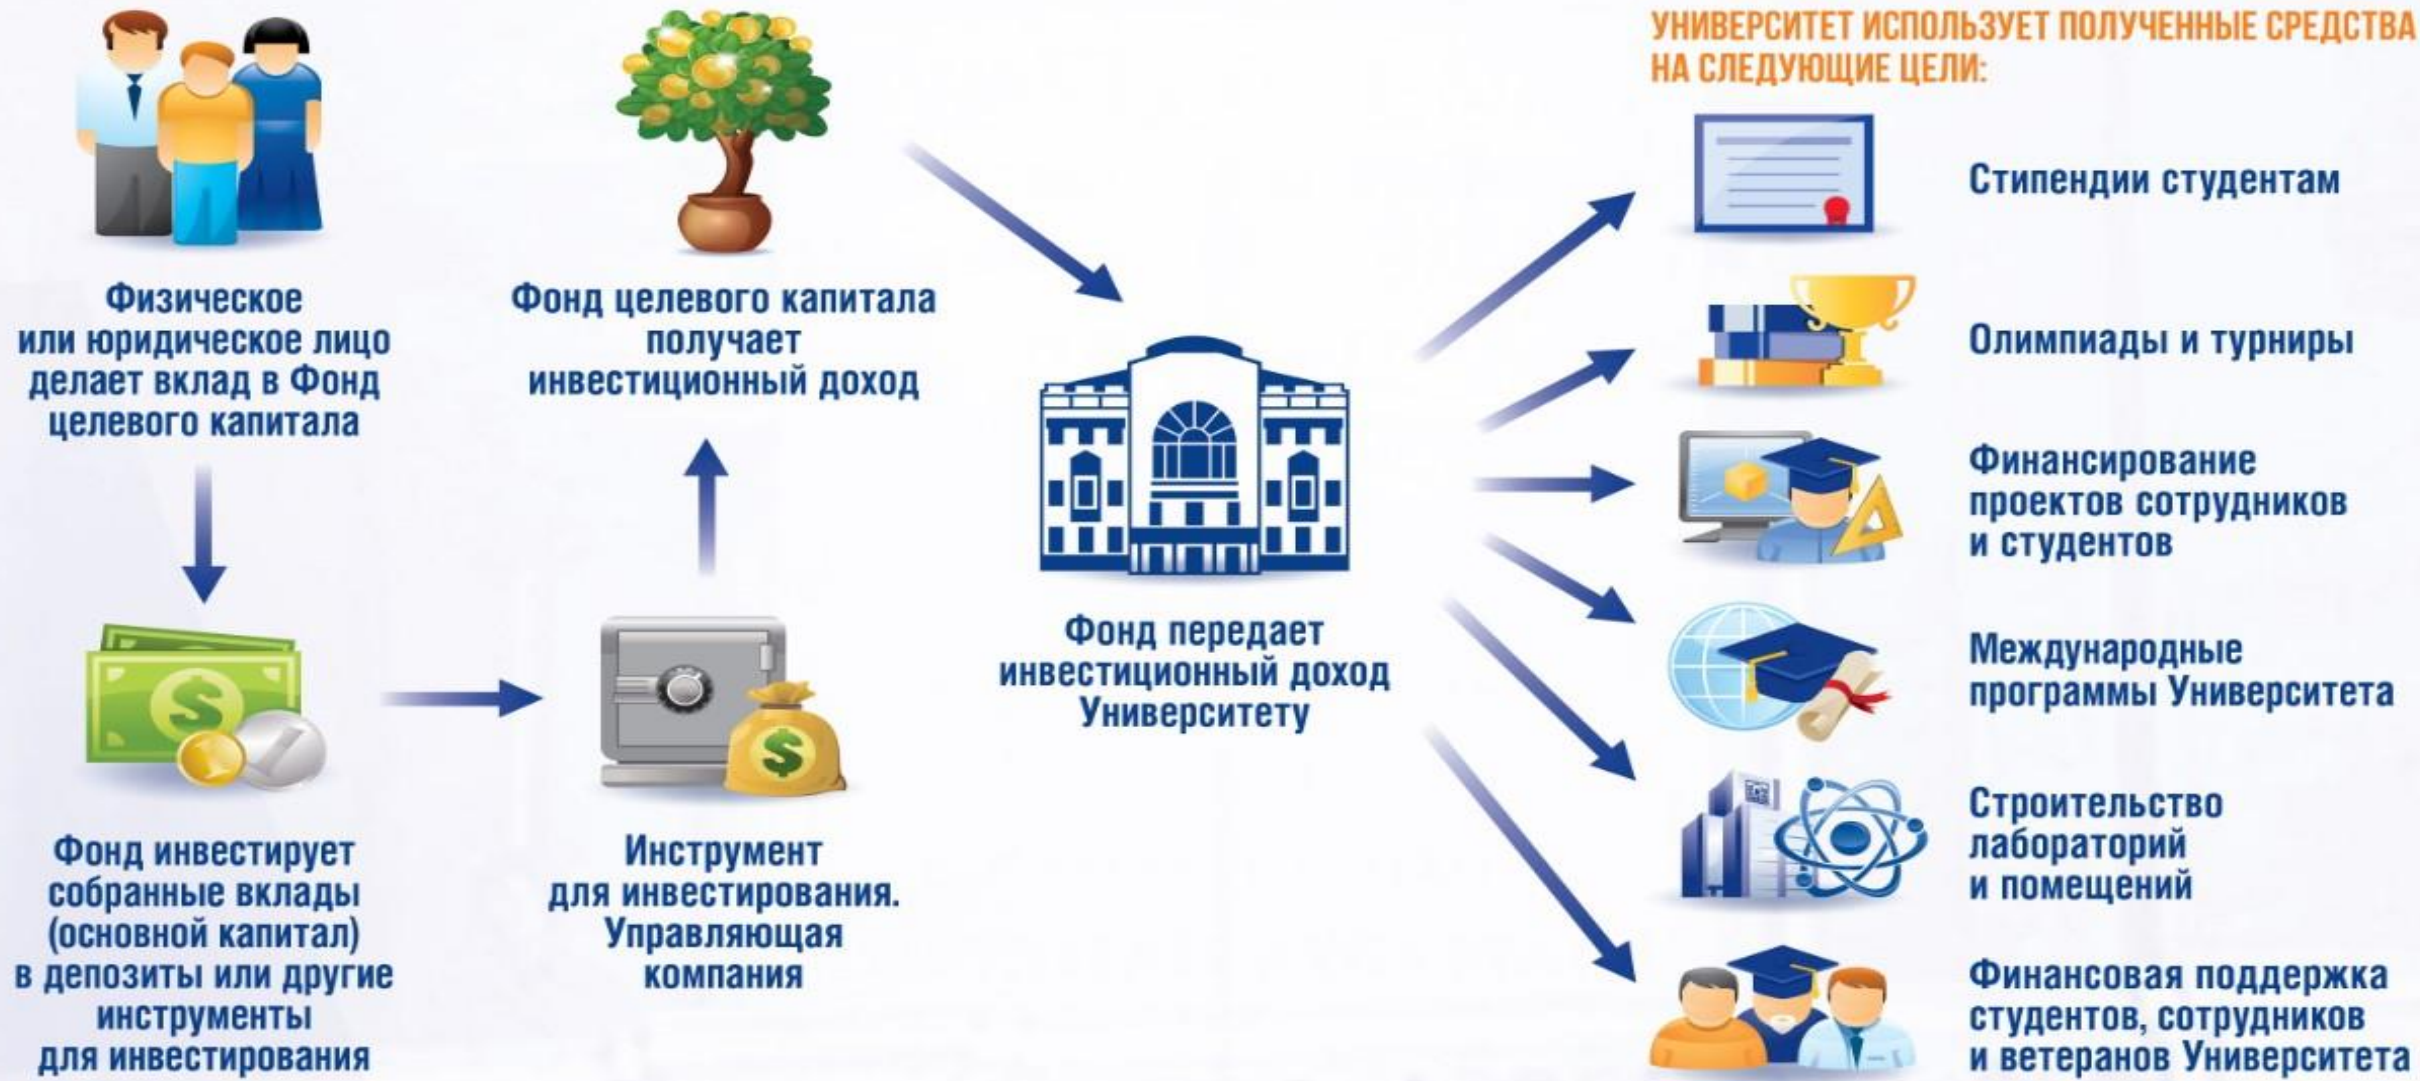 Физическое
или юридическое лицо
делает вклад в Фонд
целевого капитала
Фонд инвестирует
собранные вклады
(основной капитал)
в депозиты или другие
инструменты
для инвестирования
Инструмент
для инвестирования.
Управляющая
компания
Фонд целевого капитала
получает
инвестиционный доход
Фонд передает
инвестиционный доход
Университету
УНИВЕРСИТЕТ ИСПОЛЬЗУЕТ ПОЛУЧЕННЫЕ СРЕДСТВА
НА СЛЕДУЮЩИЕ ЦЕЛИ:
Стипендии студентам
Олимпиады и турниры
Финансирование
проектов сотрудников
и студентов
Международные
программы Университета
Строительство
лабораторий
и помещений
Финансовая поддержка
студентов, сотрудников
и ветеранов Университета